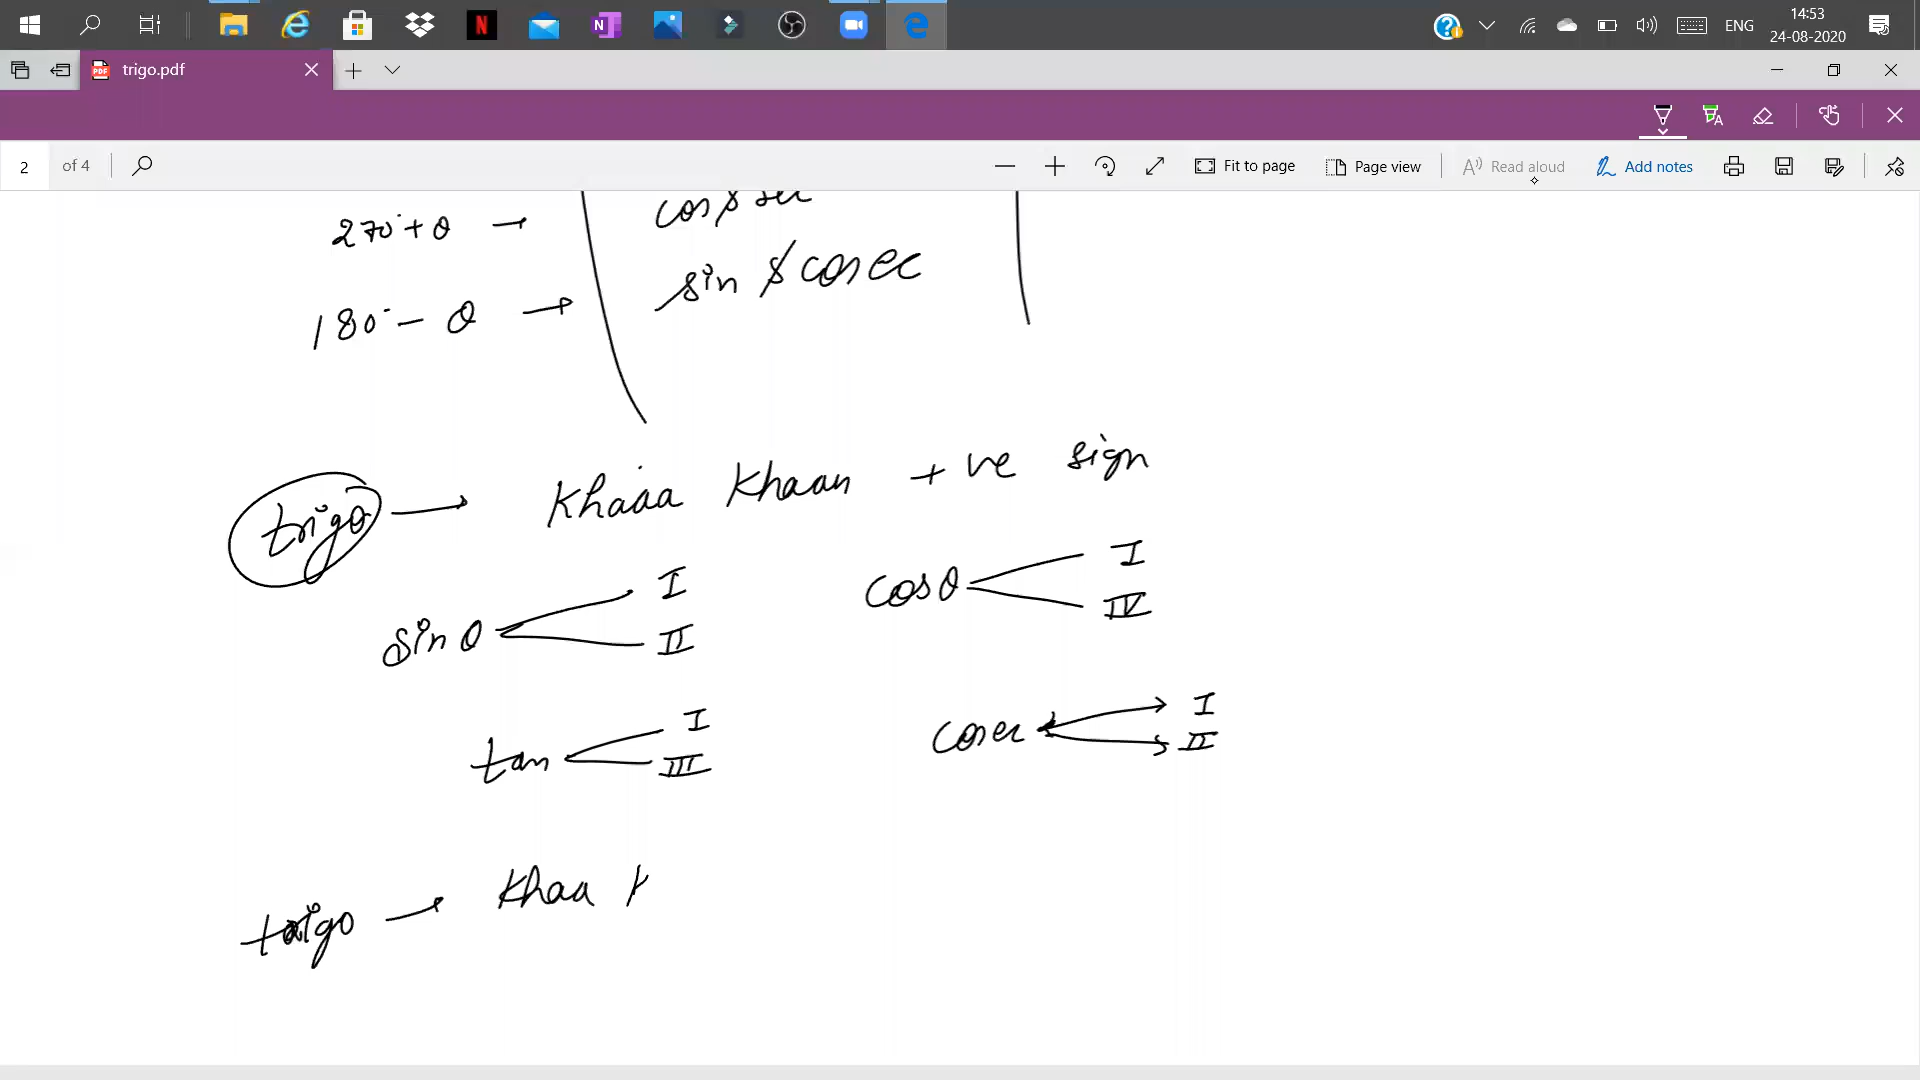 14:53
ENG
24-08-2020
trigo.pdf
2 of 4
Fit to page
Page view
Read aloud
Add notes
270°+θ → cos & sec
180°- θ → sin & cosec
trigo → Khaaa Khaan +ve sign
sin θ I II
cos θ I IV
tan I III
cosec I II
trigo → Khaa K